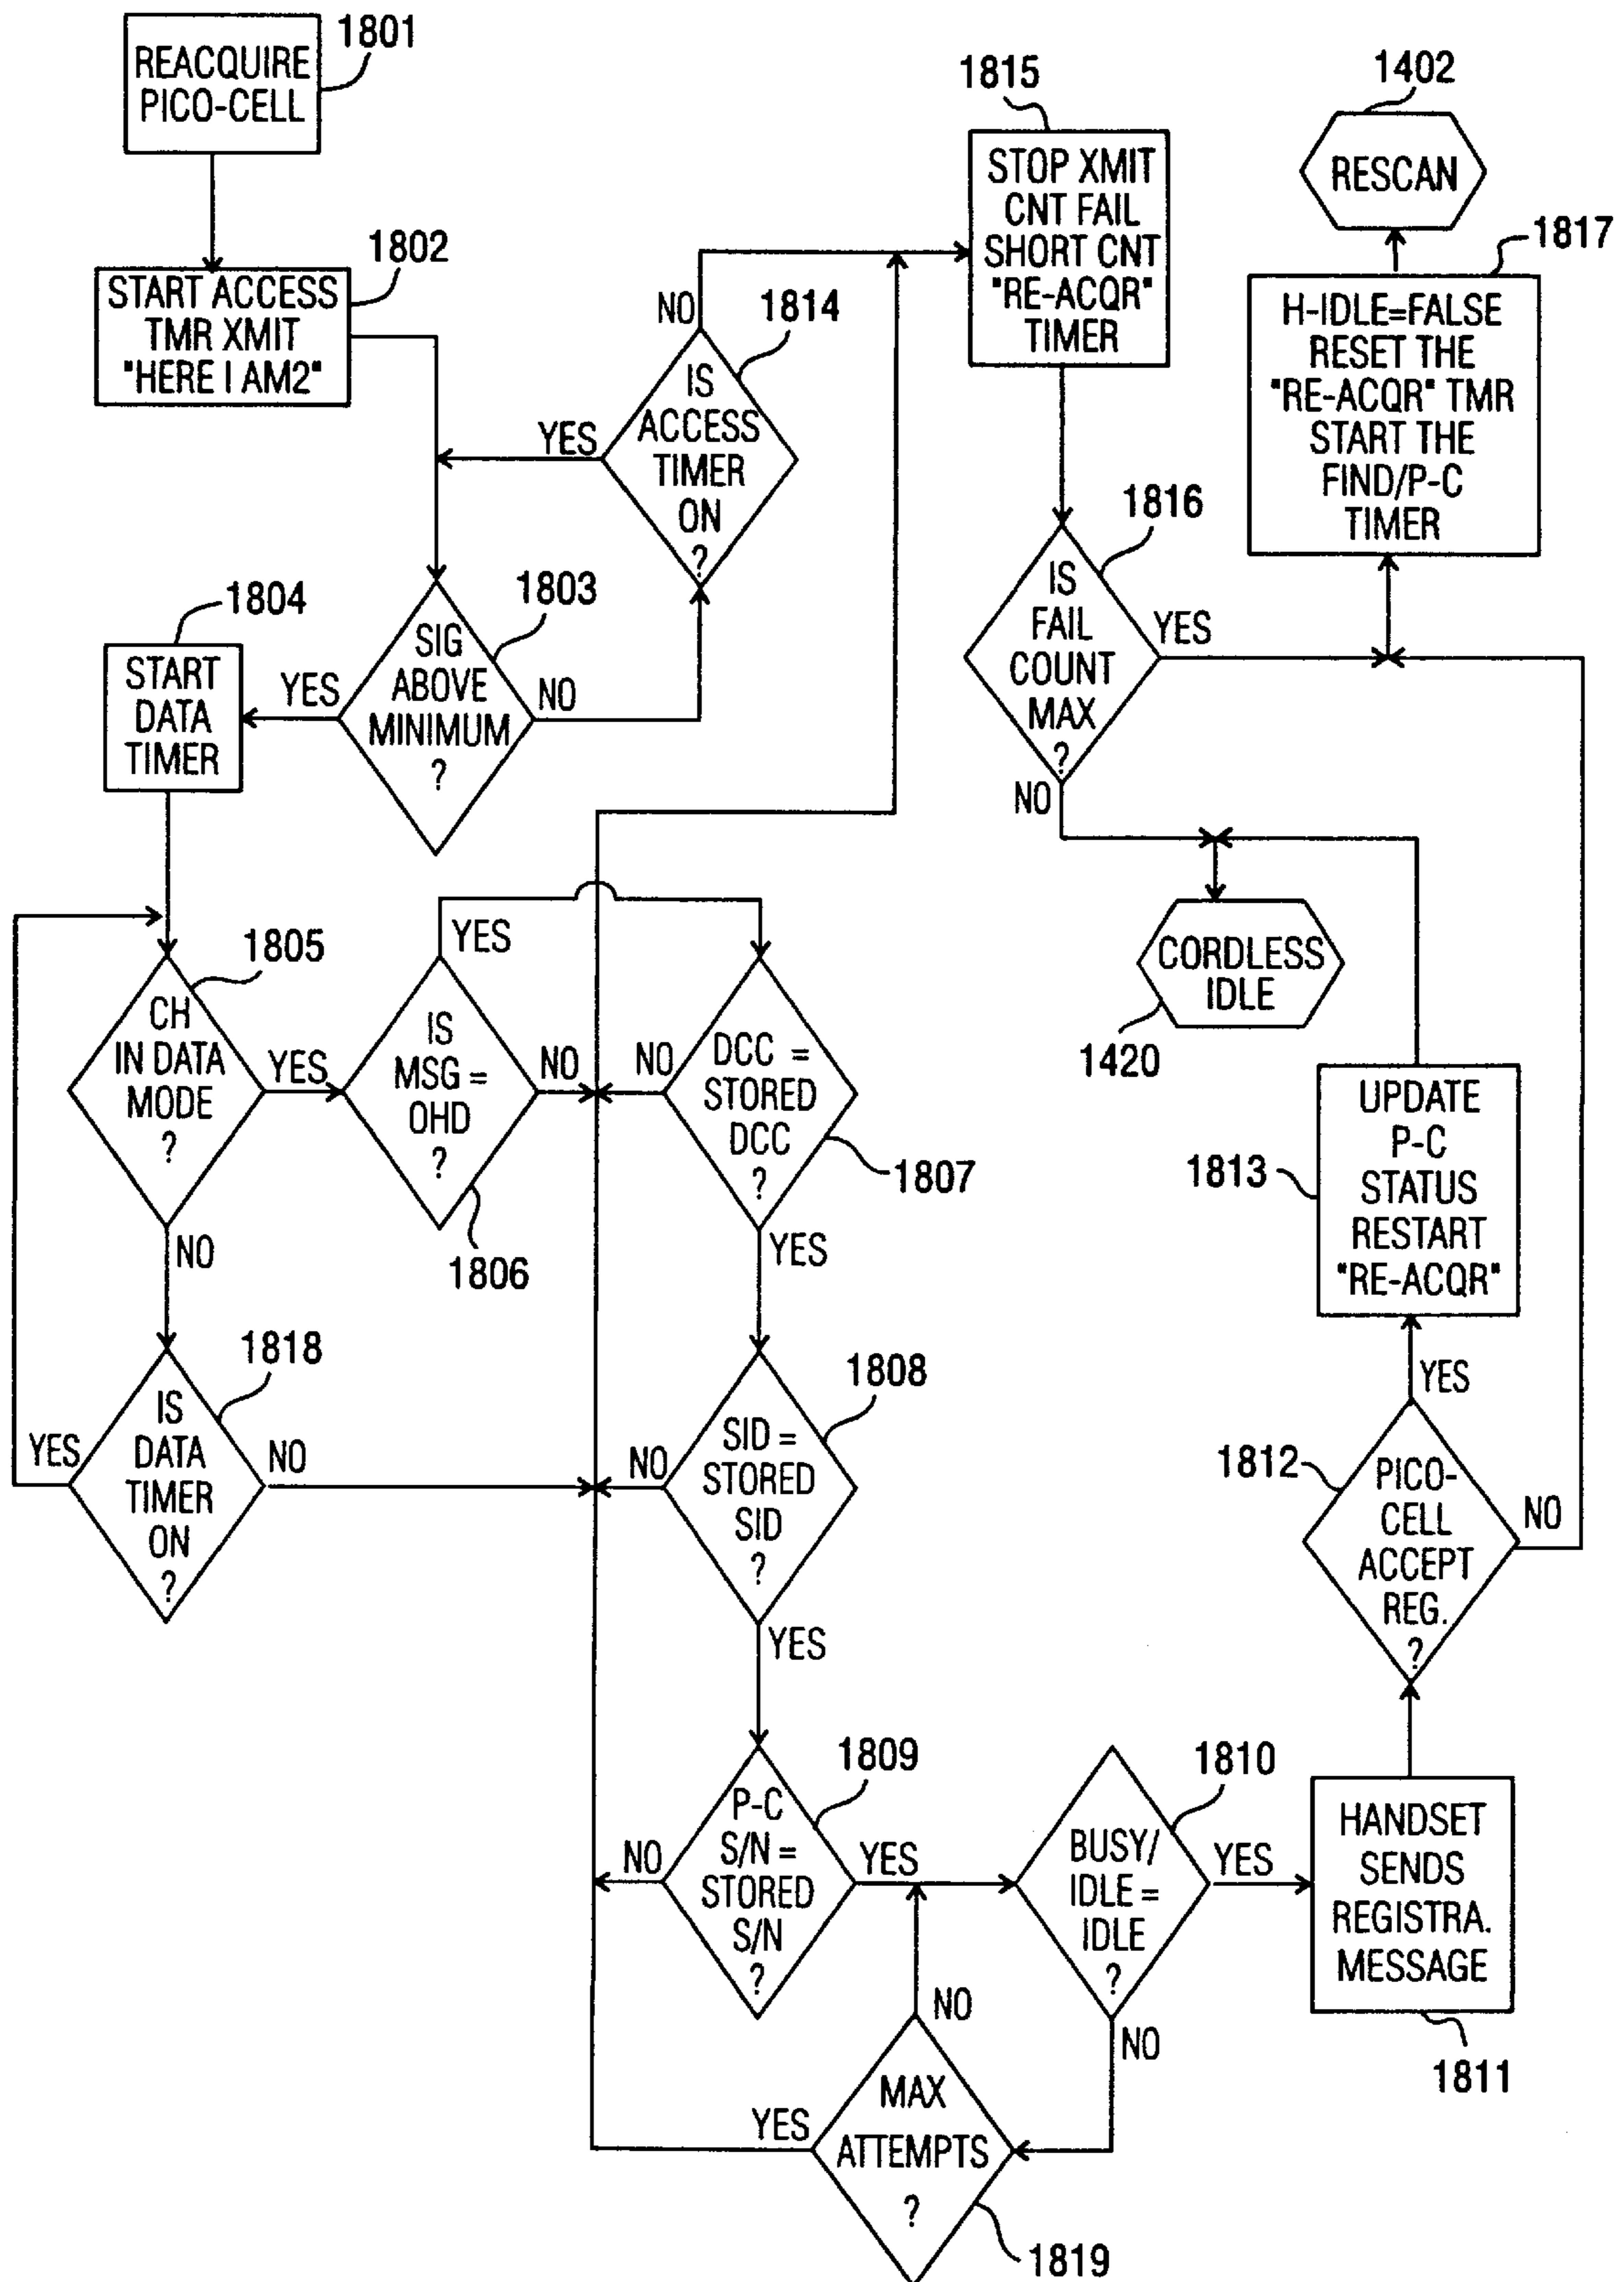 1801
REACQUIRE
PICO-CELL
1802
START ACCESS
TMR XMIT
"HERE I AM2"
1814
NO
IS
ACCESS
TIMER
ON
?
YES
1803
SIG
ABOVE
MINIMUM
?
YES
NO
1804
START
DATA
TIMER
1805
CH
IN DATA
MODE
?
YES
NO
YES
IS
MSG =
OHD
?
NO
1806
NO
DCC =
STORED
DCC
?
1807
YES
1818
IS
DATA
TIMER
ON
?
YES
NO
1808
SID =
STORED
SID
?
NO
YES
1809
P-C
S/N =
STORED
S/N
?
NO
YES
1810
BUSY/
IDLE =
IDLE
?
YES
NO
NO
MAX
ATTEMPTS
?
YES
1819
HANDSET
SENDS
REGISTRA.
MESSAGE
1811
1812
PICO-
CELL
ACCEPT
REG.
?
YES
NO
1813
UPDATE
P-C
STATUS
RESTART
"RE-ACQR"
1815
STOP XMIT
CNT FAIL
SHORT CNT
"RE-ACQR"
TIMER
1816
IS
FAIL
COUNT
MAX
?
YES
NO
CORDLESS
IDLE
1420
1402
RESCAN
1817
H-IDLE=FALSE
RESET THE
"RE-ACQR" TMR
START THE
FIND/P-C
TIMER